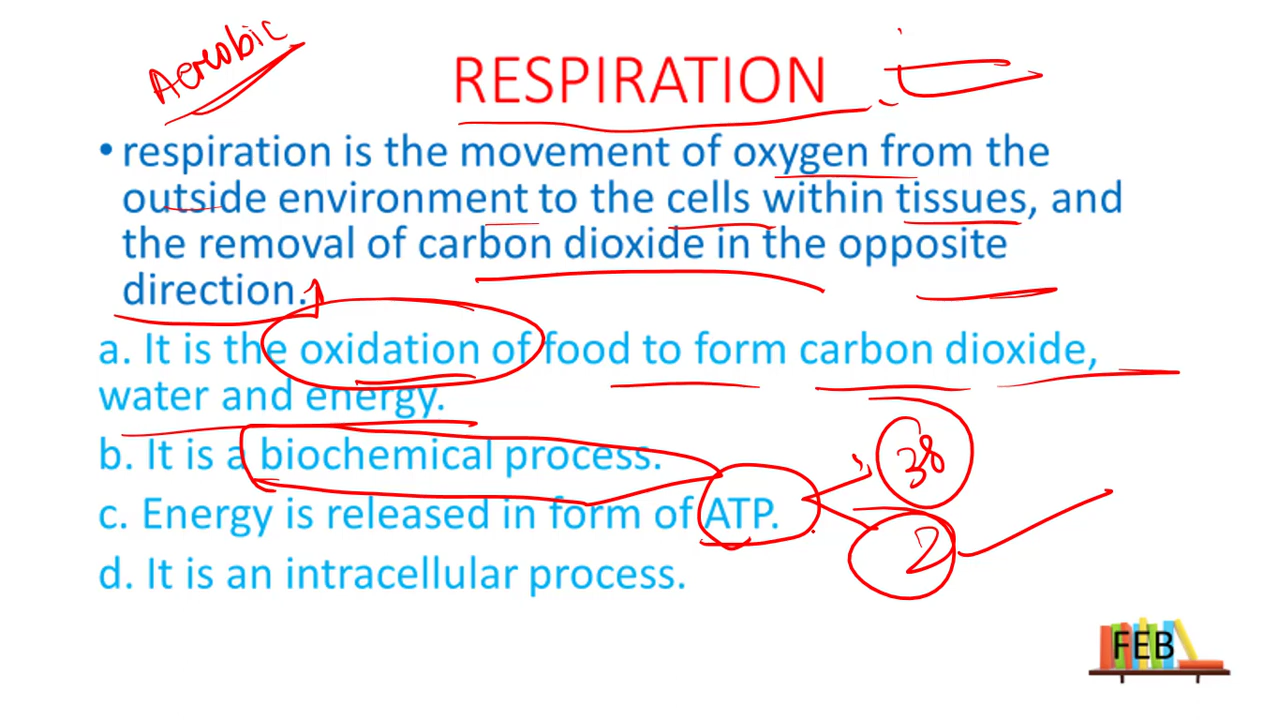 Aerobic
RESPIRATION
• respiration is the movement of oxygen from the
outside environment to the cells within tissues, and
the removal of carbon dioxide in the opposite
direction.
a. It is the oxidation of food to form carbon dioxide,
water and energy.
b. It is a biochemical process.
38
c. Energy is released in form of ATP.
2
d. It is an intracellular process.
FEB